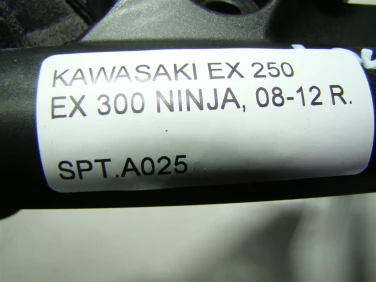 KAWASAKI EX 250
EX 300 NINJA, 08-12 R.
SPT.A025